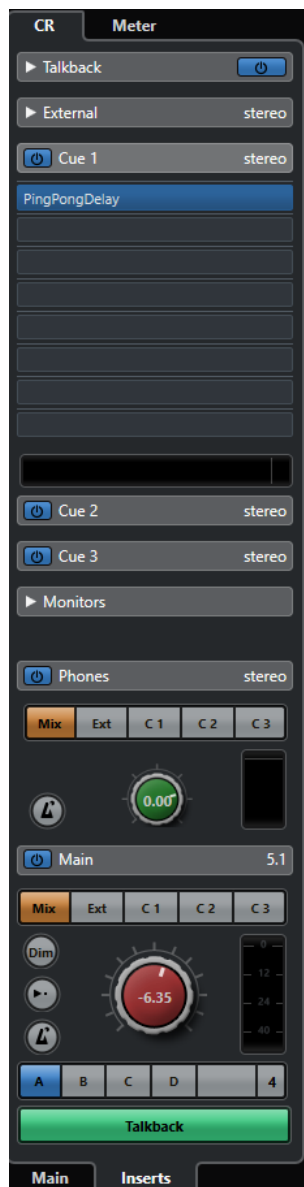 CR Meter
Talkback
External stereo
Cue 1 stereo
PingPongDelay
Cue 2 stereo
Cue 3 stereo
Monitors
Phones stereo
Mix Ext C 1 C 2 C 3
0.00
Main 5.1
Mix Ext C 1 C 2 C 3
Dim
0
12
-6.35
24
40
A B C D 4
Talkback
Main Inserts